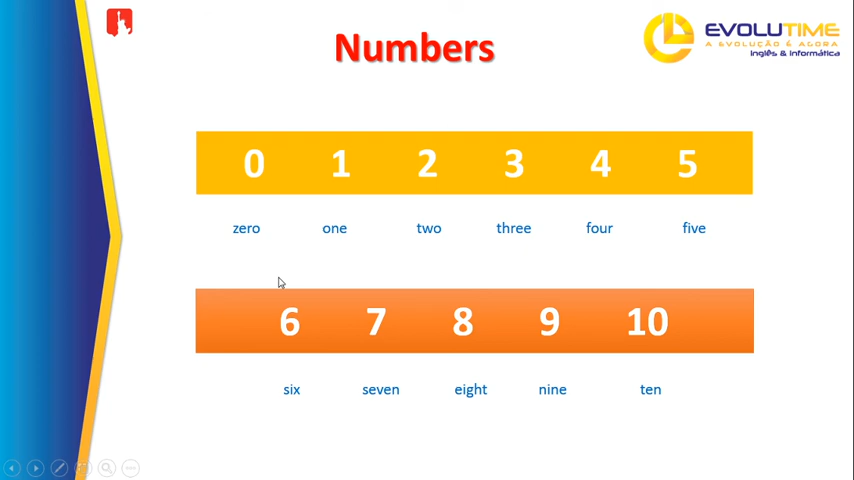 Numbers
EVOLUTIME
A EVOLUÇÃO É AGORA
Inglês & Informática
0 1 2 3 4 5
zero one two three four five
6 7 8 9 10
six seven eight nine ten